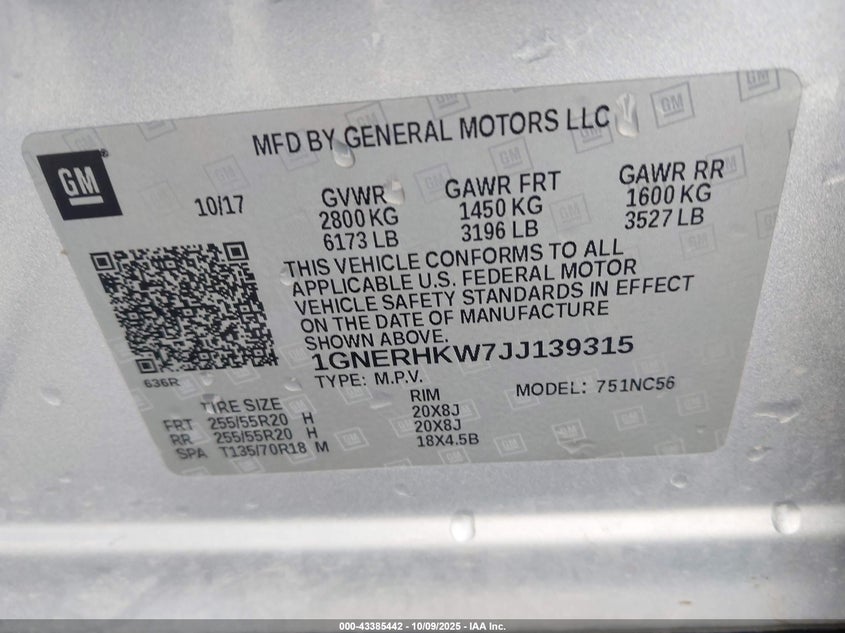 MFD BY GENERAL MOTORS LLC
GM
10/17
GVWR
2800 KG
6173 LB
GAWR FRT
1450 KG
3196 LB
GAWR RR
1600 KG
3527 LB
THIS VEHICLE CONFORMS TO ALL
APPLICABLE U.S. FEDERAL MOTOR
VEHICLE SAFETY STANDARDS IN EFFECT
ON THE DATE OF MANUFACTURE
SHOWN ABOVE.
1GNERHKW7JJ139315
TYPE: M.P.V.
MODEL: 751NC56
636R
TIRE SIZE RIM
FRT 255/55R20 H 20X8J
RR 255/55R20 H 20X8J
SPA T135/70R18 M 18X4.5B
000-43385442 - 10/09/2025 - IAA Inc.